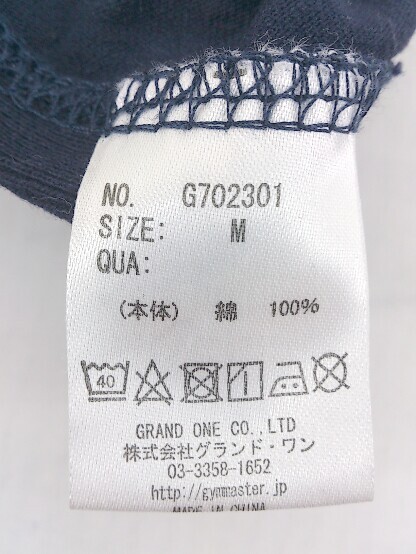 NO. G702301
SIZE: M
QUA:
(本体) 綿 100%
40
GRAND ONE CO.,LTD
株式会社グランド・ワン
03-3358-1652
http://gymmaster.jp
MADE IN CHINA